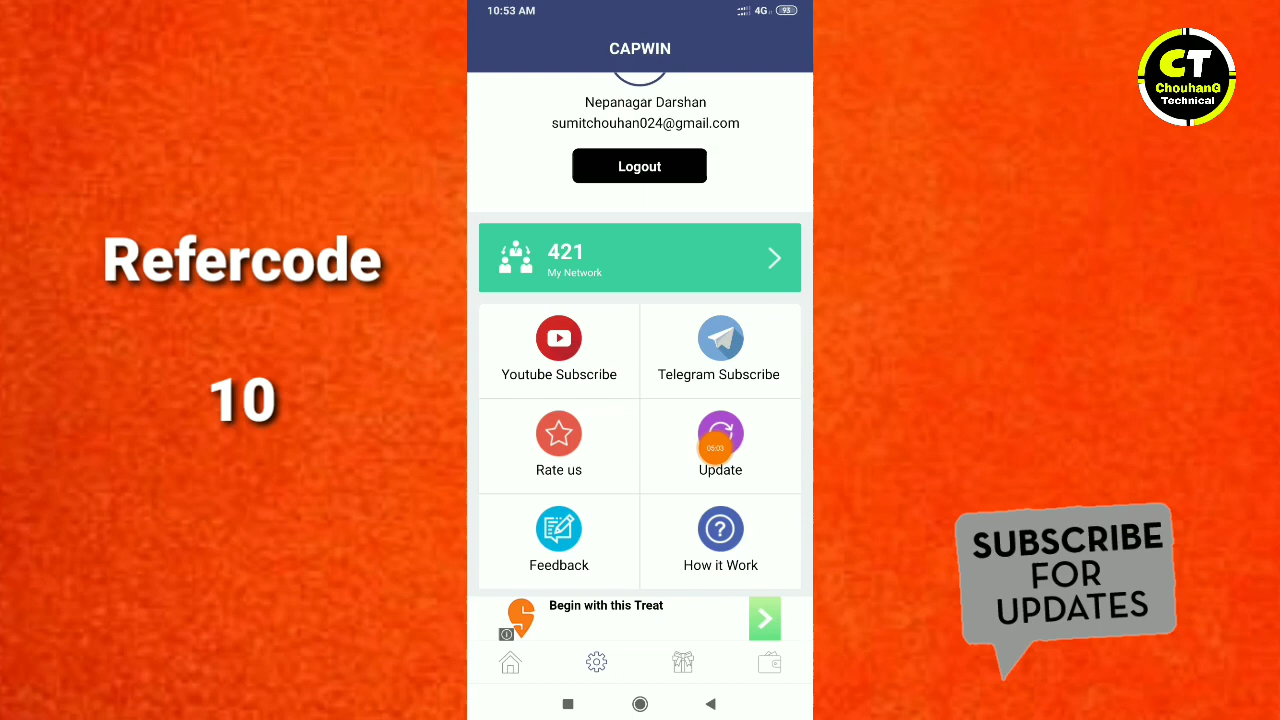 10:53 AM
4G
93
CAPWIN
Nepanagar Darshan
sumitchouhan024@gmail.com
Logout
421
My Network
Youtube Subscribe
Telegram Subscribe
Rate us
05:03
Update
Feedback
How it Work
Begin with this Treat
Refercode
10
CT
ChouhanG
Technical
SUBSCRIBE
FOR
UPDATES